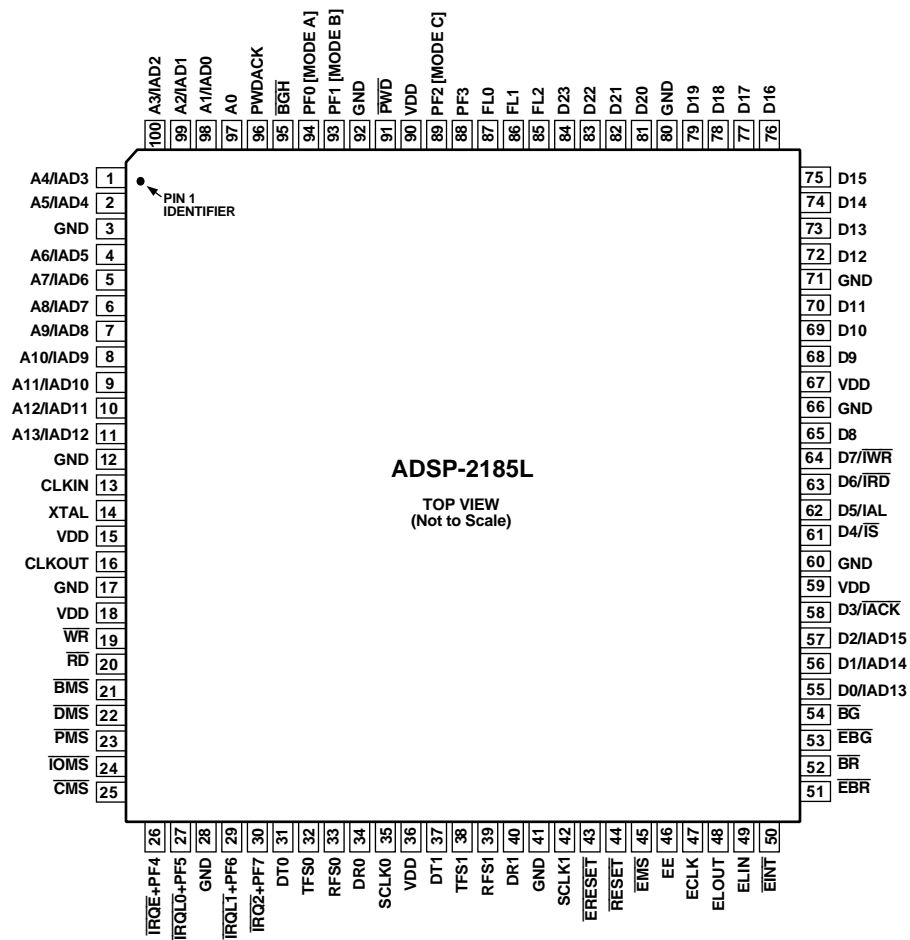 A3/IAD2
A2/IAD1
A1/IAD0
A0
PWDACK
BGH
PF0 [MODE A]
PF1 [MODE B]
GND
PWD
VDD
PF2 [MODE C]
PF3
FL0
FL1
FL2
D23
D22
D21
D20
GND
D19
D18
D17
D16
100 99 98 97 96 95 94 93 92 91 90 89 88 87 86 85 84 83 82 81 80 79 78 77 76
A4/IAD3 1
A5/IAD4 2
GND 3
A6/IAD5 4
A7/IAD6 5
A8/IAD7 6
A9/IAD8 7
A10/IAD9 8
A11/IAD10 9
A12/IAD11 10
A13/IAD12 11
GND 12
CLKIN 13
XTAL 14
VDD 15
CLKOUT 16
GND 17
VDD 18
WR 19
RD 20
BMS 21
DMS 22
PMS 23
IOMS 24
CMS 25
PIN 1
IDENTIFIER
ADSP-2185L
TOP VIEW
(Not to Scale)
75 D15
74 D14
73 D13
72 D12
71 GND
70 D11
69 D10
68 D9
67 VDD
66 GND
65 D8
64 D7/IWR
63 D6/IRD
62 D5/IAL
61 D4/IS
60 GND
59 VDD
58 D3/IACK
57 D2/IAD15
56 D1/IAD14
55 D0/IAD13
54 BG
53 EBG
52 BR
51 EBR
26 27 28 29 30 31 32 33 34 35 36 37 38 39 40 41 42 43 44 45 46 47 48 49 50
IRQE+PF4
IRQL0+PF5
GND
IRQL1+PF6
IRQ2+PF7
DT0
TFS0
RFS0
DR0
SCLK0
VDD
DT1
TFS1
RFS1
DR1
GND
SCLK1
ERESET
RESET
EMS
EE
ECLK
ELOUT
ELIN
EINT